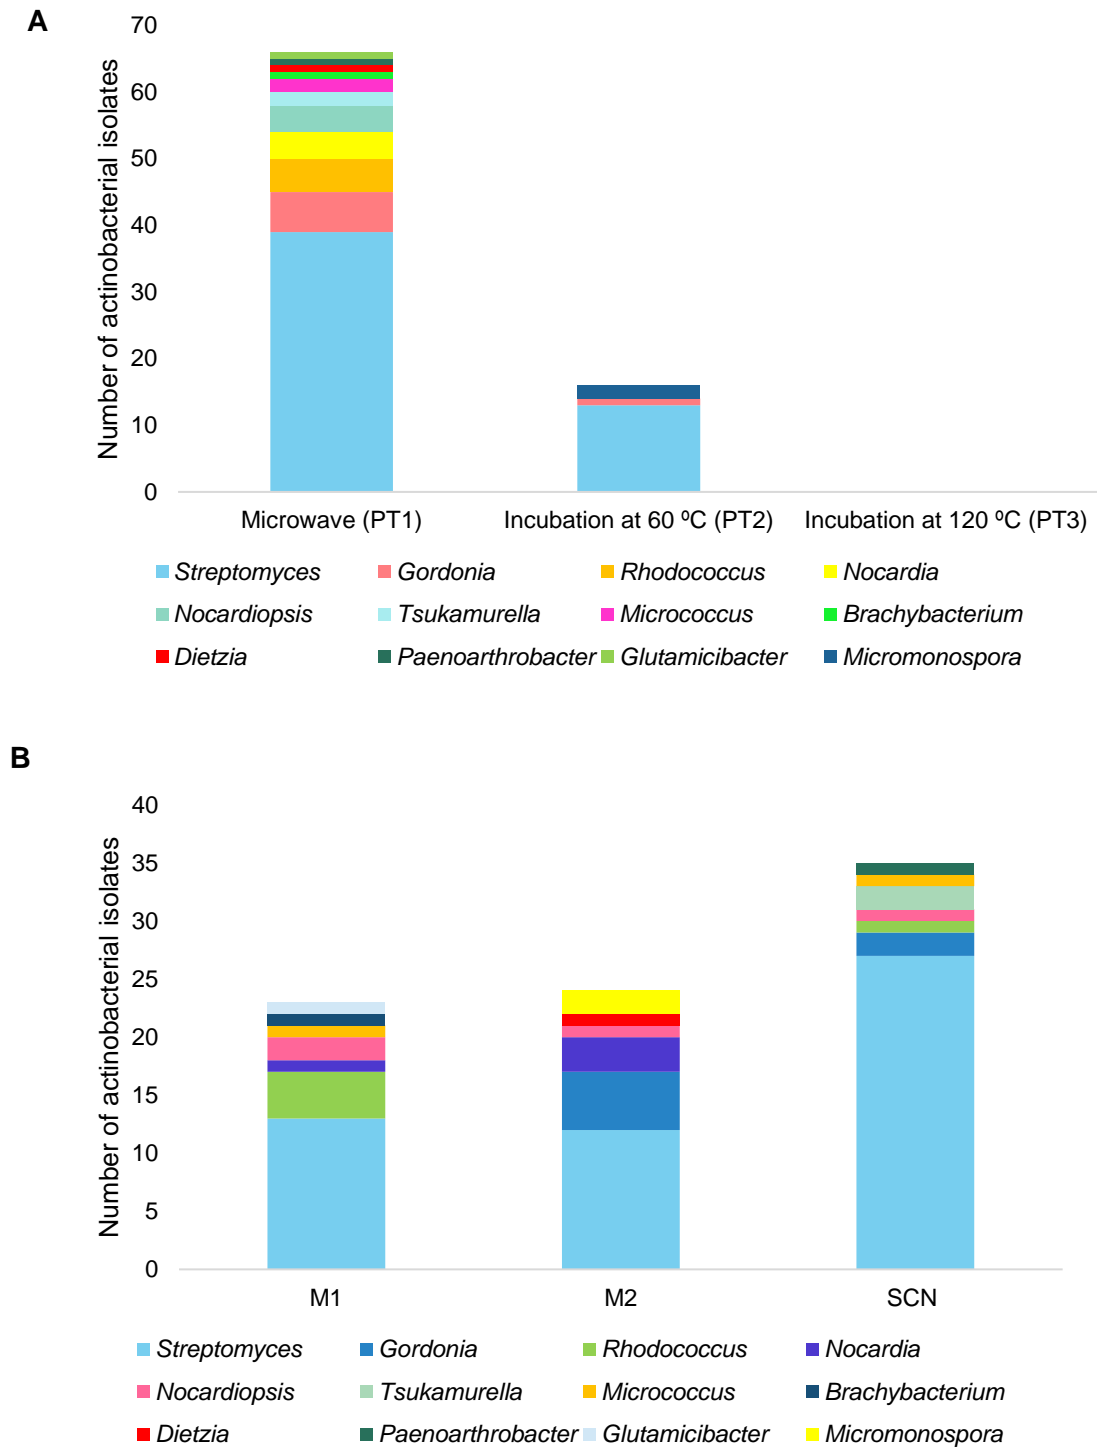 A
Number of actinobacterial isolates
70
60
50
40
30
20
10
0
Microwave (PT1) Incubation at 60 ºC (PT2) Incubation at 120 ºC (PT3)
Streptomyces Gordonia Rhodococcus Nocardia
Nocardiopsis Tsukamurella Micrococcus Brachybacterium
Dietzia Paenoarthrobacter Glutamicibacter Micromonospora
B
Number of actinobacterial isolates
40
35
30
25
20
15
10
5
0
M1 M2 SCN
Streptomyces Gordonia Rhodococcus Nocardia
Nocardiopsis Tsukamurella Micrococcus Brachybacterium
Dietzia Paenoarthrobacter Glutamicibacter Micromonospora